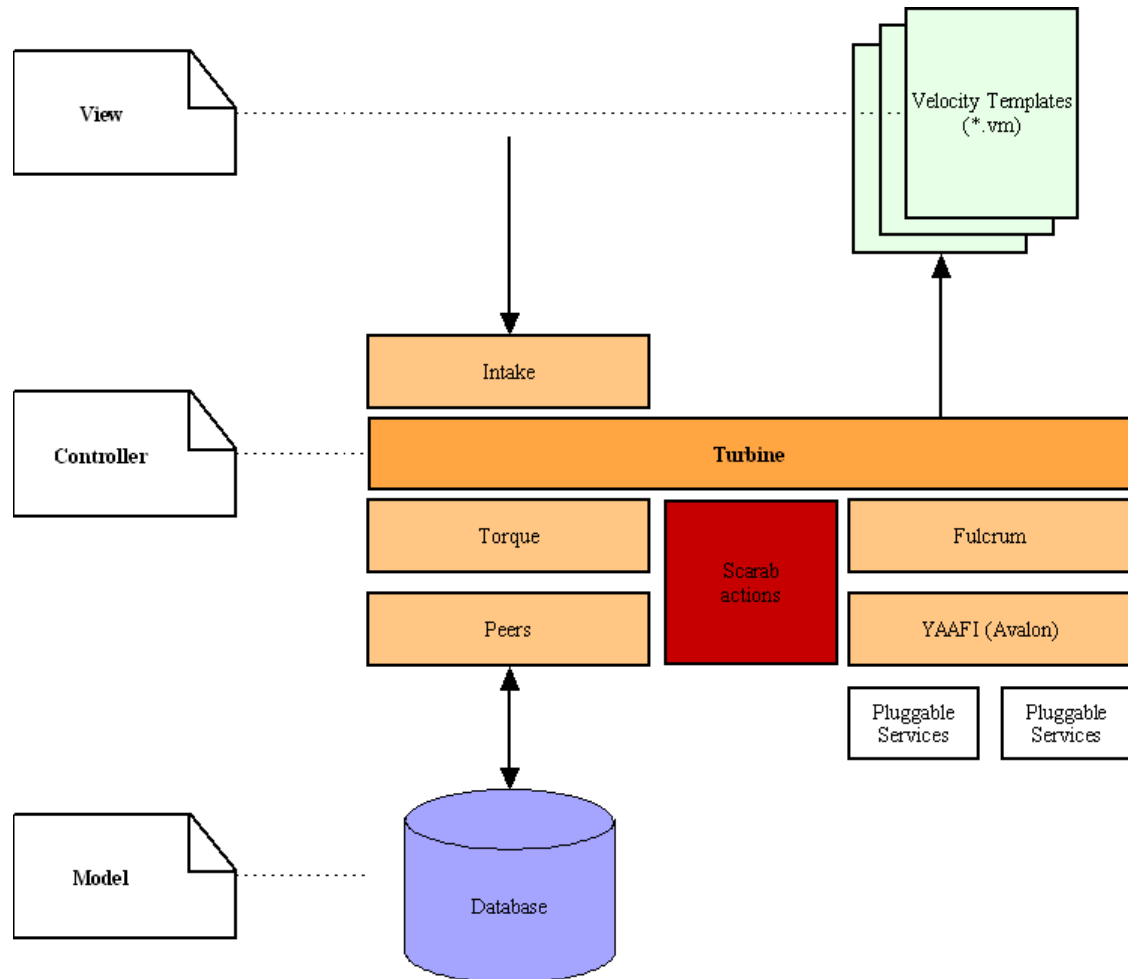 View
Velocity Templates
(*.vm)
Intake
Controller
Turbine
Torque
Scarab
actions
Fulcrum
Peers
YAAFI (Avalon)
Pluggable
Services
Pluggable
Services
Model
Database